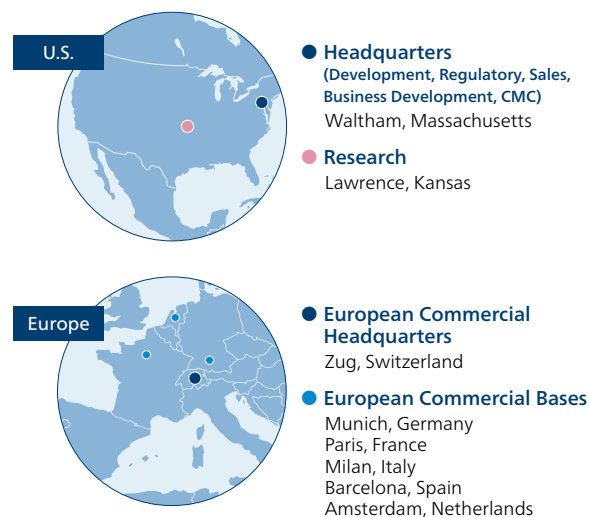 U.S.
Headquarters
(Development, Regulatory, Sales,
Business Development, CMC)
Waltham, Massachusetts
Research
Lawrence, Kansas
Europe
European Commercial
Headquarters
Zug, Switzerland
European Commercial Bases
Munich, Germany
Paris, France
Milan, Italy
Barcelona, Spain
Amsterdam, Netherlands